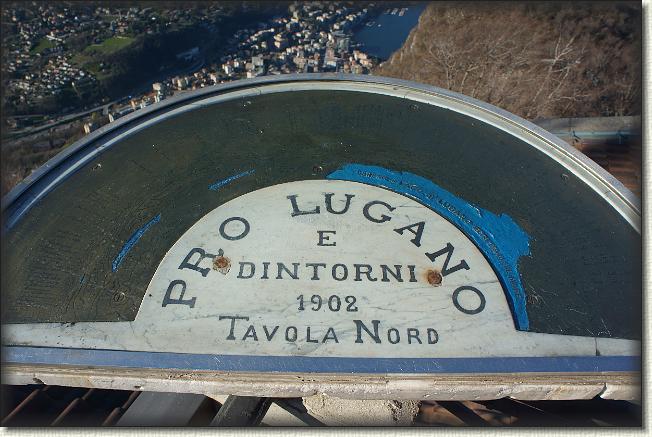 PRO LUGANO
E
DINTORNI
1902
TAVOLA NORD